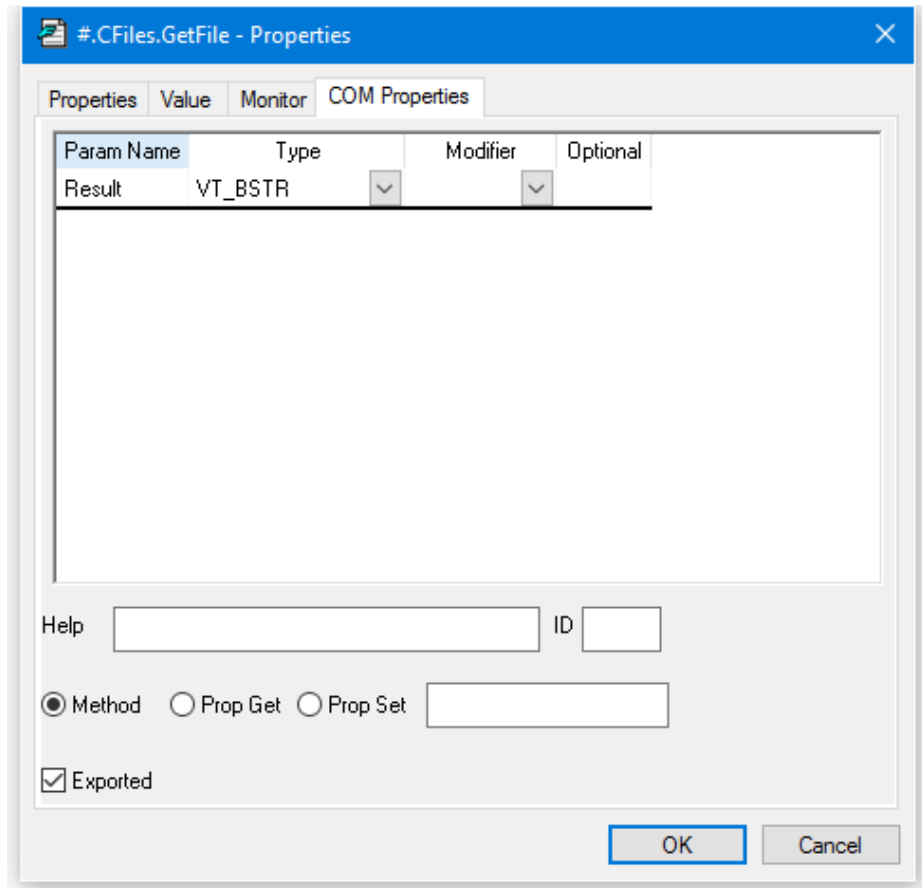 #.CFiles.GetFile - Properties
Properties Value Monitor COM Properties
Param Name Type Modifier Optional
Result VT_BSTR
Help ID
Method Prop Get Prop Set
Exported
OK Cancel